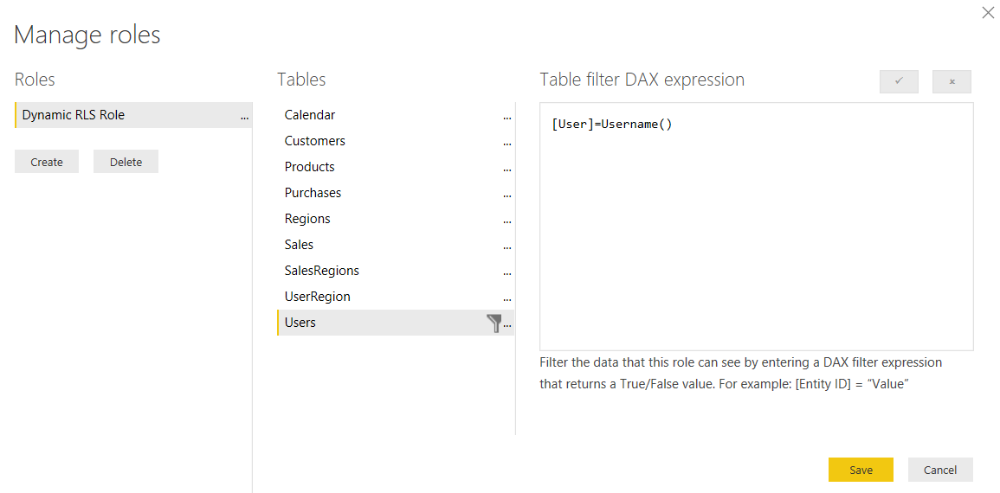 Manage roles
Roles
Dynamic RLS Role ...
Create Delete
Tables
Calendar ...
Customers ...
Products ...
Purchases ...
Regions ...
Sales ...
SalesRegions ...
UserRegion ...
Users ...
Table filter DAX expression
[User]=Username()
Filter the data that this role can see by entering a DAX filter expression
that returns a True/False value. For example: [Entity ID] = “Value”
Save Cancel